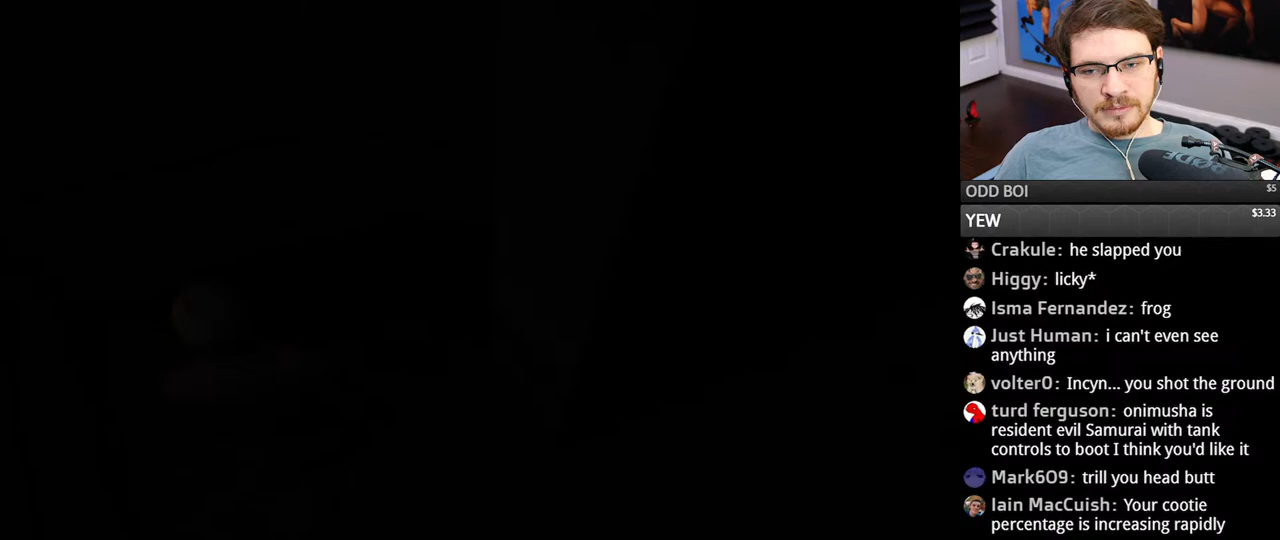 RODE
ODD BOI
$5
YEW
$3.33
Crakule: he slapped you
Higgy: licky*
Isma Fernandez: frog
Just Human: i can't even see
anything
volter0: Incyn... you shot the ground
turd ferguson: onimusha is
resident evil Samurai with tank
controls to boot I think you'd like it
Mark609: trill you head butt
Iain MacCuish: Your cootie
percentage is increasing rapidly